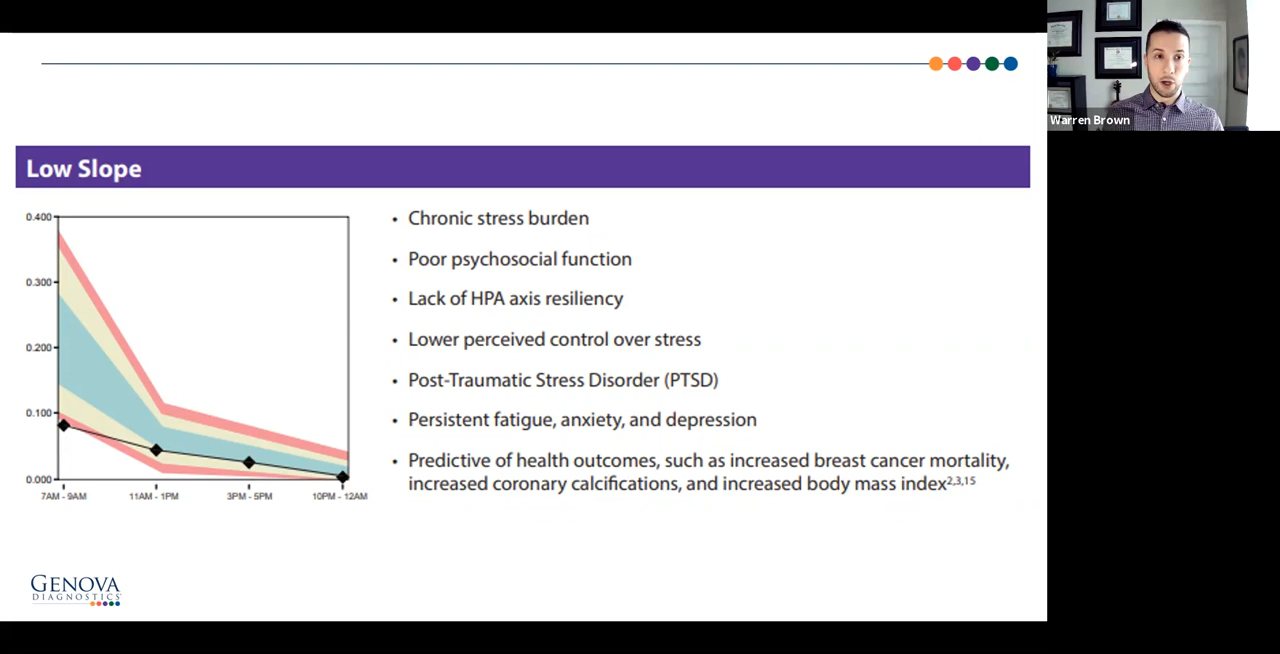 Warren Brown
Low Slope
0.400
0.300
0.200
0.100
0.000
7AM - 9AM
11AM - 1PM
3PM - 5PM
10PM - 12AM
• Chronic stress burden
• Poor psychosocial function
• Lack of HPA axis resiliency
• Lower perceived control over stress
• Post-Traumatic Stress Disorder (PTSD)
• Persistent fatigue, anxiety, and depression
• Predictive of health outcomes, such as increased breast cancer mortality,
increased coronary calcifications, and increased body mass index2,3,15
GENOVA
DIAGNOSTICS